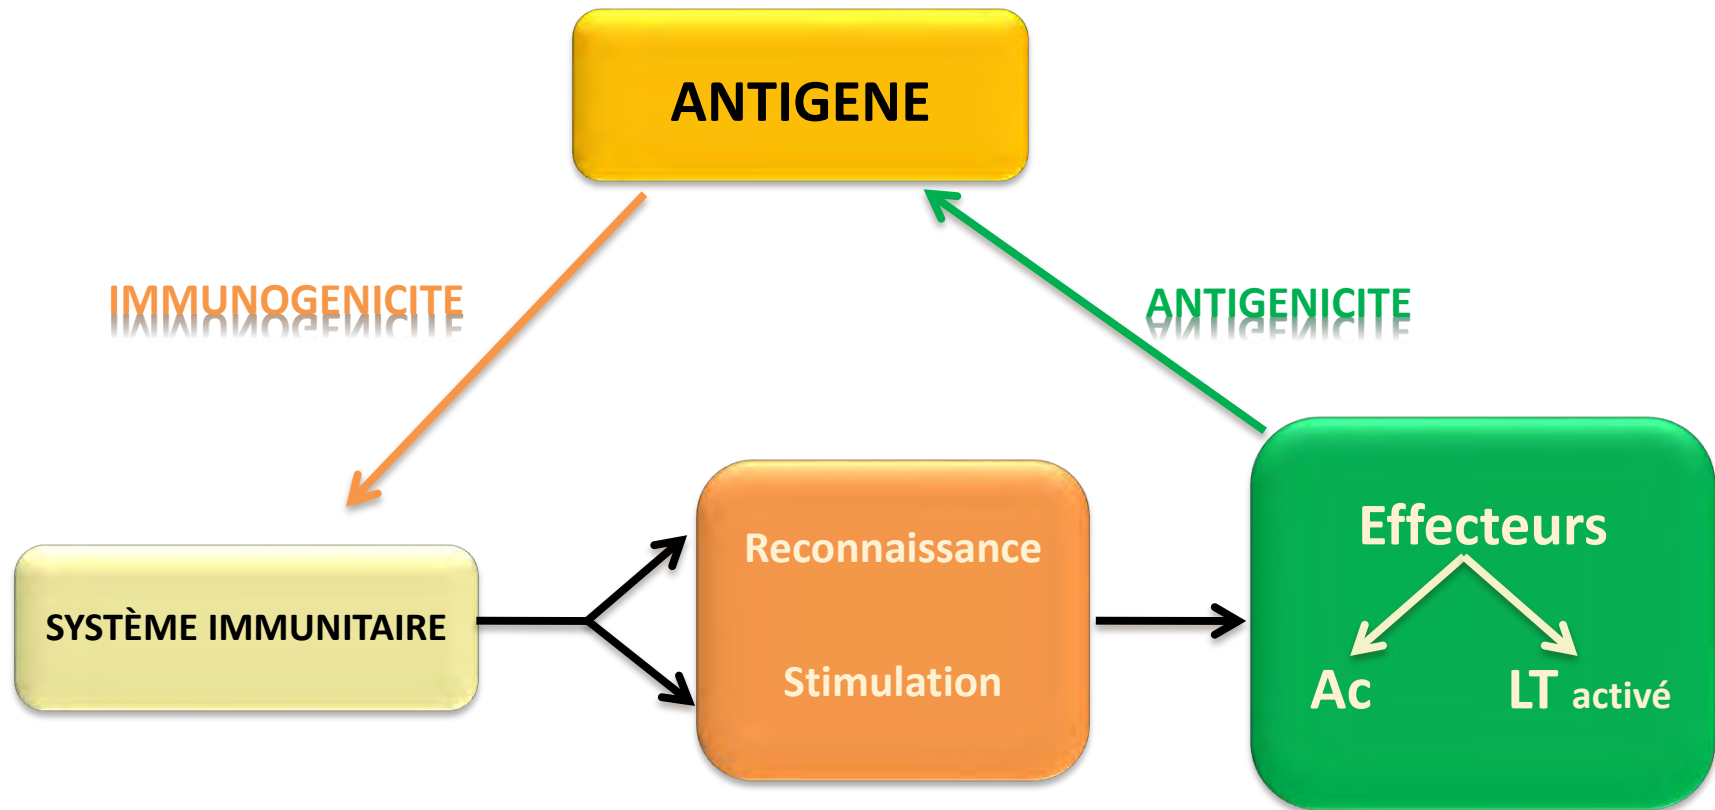 ANTIGENE
IMMUNOGENICITE
ANTIGENICITE
SYSTÈME IMMUNITAIRE
Reconnaissance
Stimulation
Effecteurs
Ac
LT activé